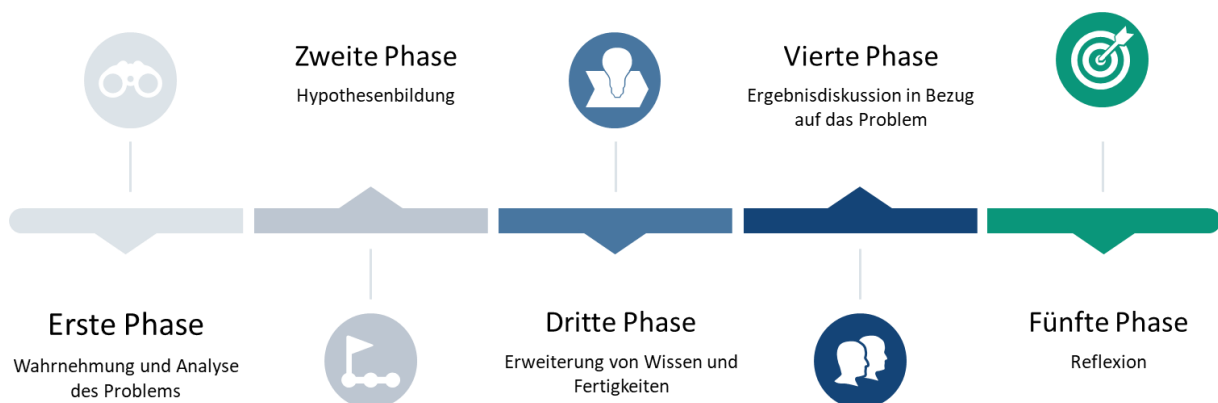 Erste Phase
Wahrnehmung und Analyse
des Problems
Zweite Phase
Hypothesenbildung
Dritte Phase
Erweiterung von Wissen und
Fertigkeiten
Vierte Phase
Ergebnisdiskussion in Bezug
auf das Problem
Fünfte Phase
Reflexion